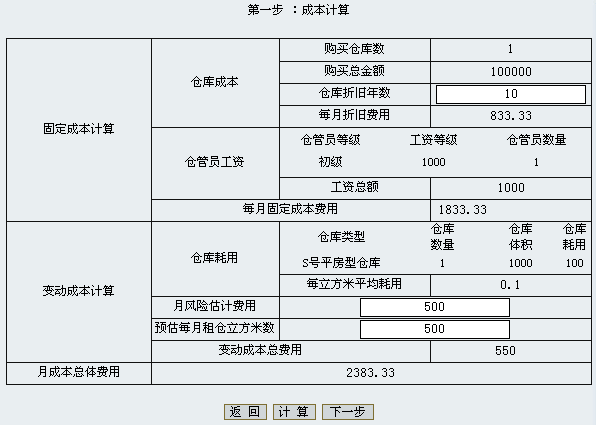 第一步 ：成本计算
固定成本计算
仓库成本
购买仓库数 1
购买总金额 100000
仓库折旧年数 10
每月折旧费用 833.33
仓管员工资
仓管员等级 工资等级 仓管员数量
初级 1000 1
工资总额 1000
每月固定成本费用 1833.33
变动成本计算
仓库耗用
仓库类型 仓库数量 仓库体积 仓库耗用
S号平房型仓库 1 1000 100
每立方米平均耗用 0.1
月风险估计费用 500
预估每月租仓立方米数 500
变动成本总费用 550
月成本总体费用 2383.33
返 回 计 算 下一步